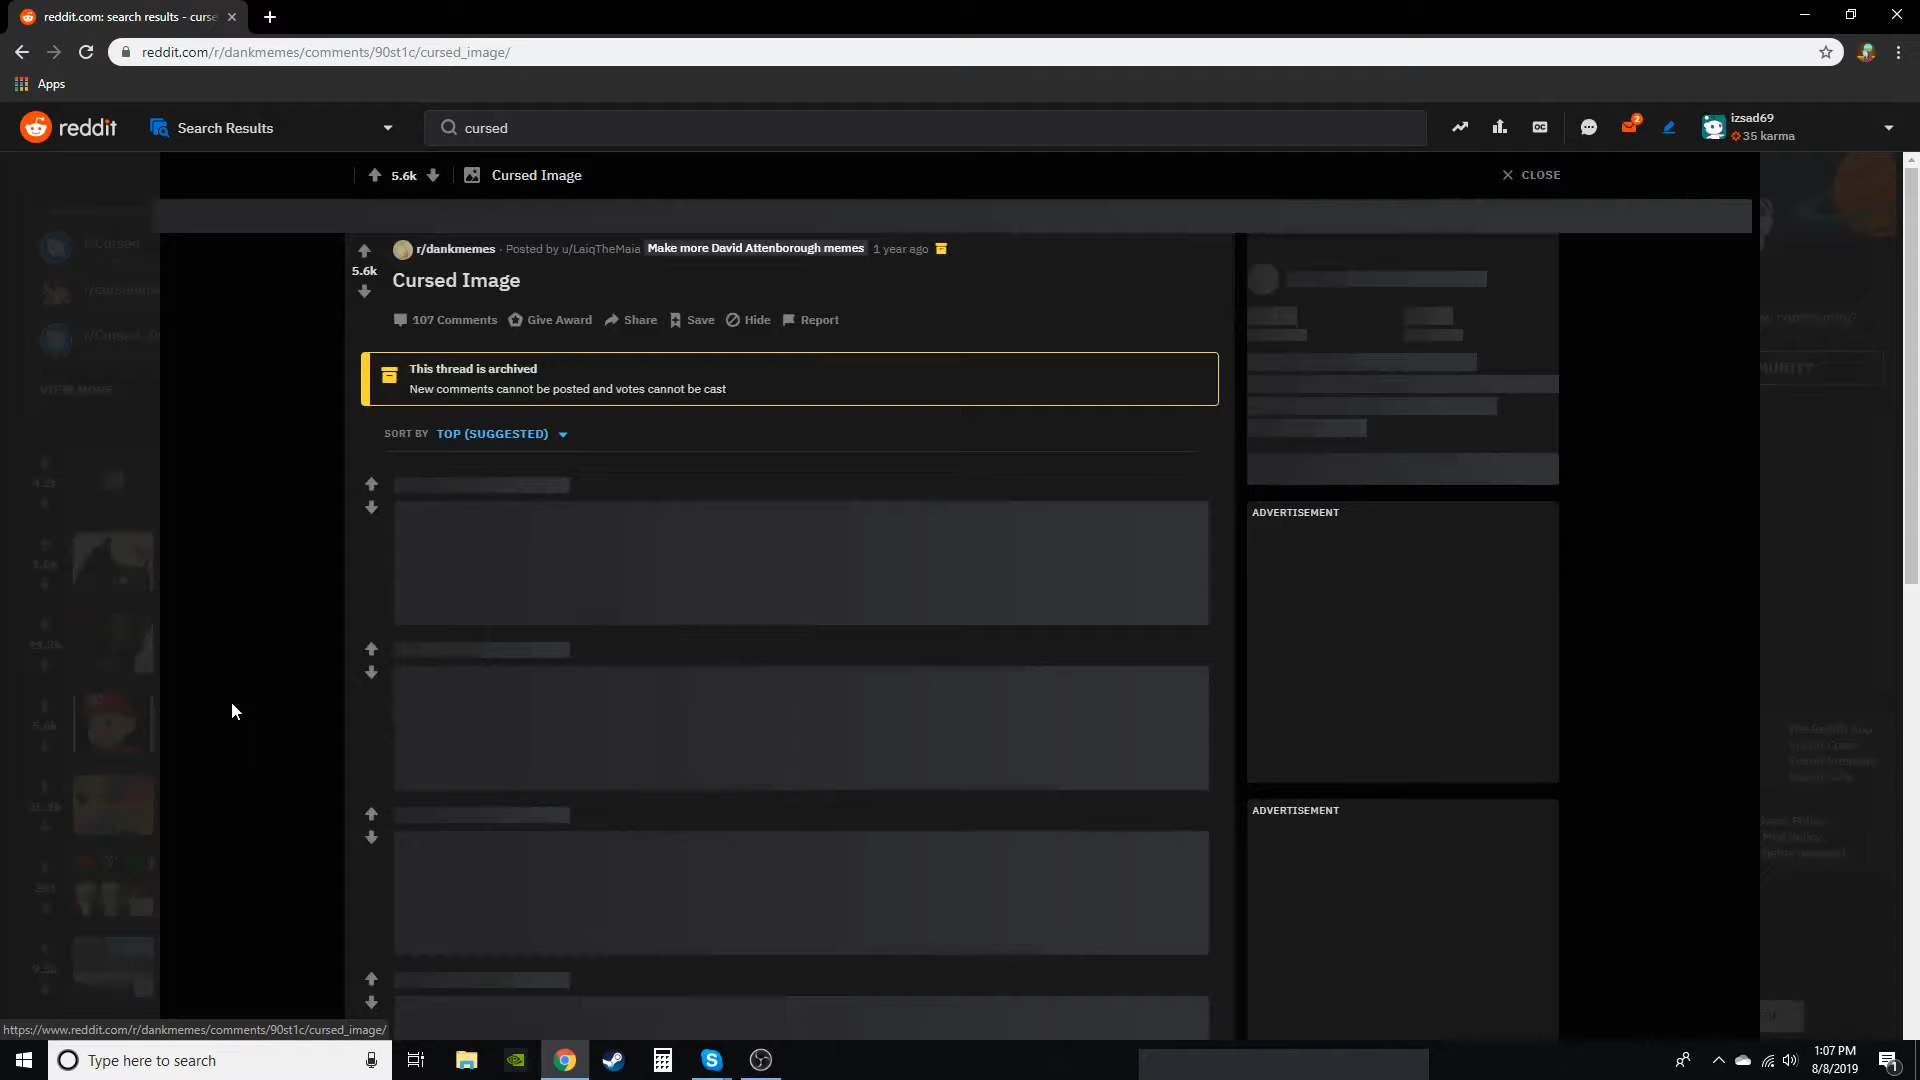 reddit.com: search results - curse
reddit.com/r/dankmemes/comments/90st1c/cursed_image/
Apps
reddit
Search Results
cursed
2
izsad69
35 karma
5.6k
Cursed Image
CLOSE
r/dankmemes · Posted by u/LaiqTheMaia Make more David Attenborough memes 1 year ago
5.6k
Cursed Image
107 Comments Give Award Share Save Hide Report
This thread is archived
New comments cannot be posted and votes cannot be cast
SORT BY TOP (SUGGESTED)
VIEW MORE
ADVERTISEMENT
ADVERTISEMENT
https://www.reddit.com/r/dankmemes/comments/90st1c/cursed_image/
Type here to search
1:07 PM
8/8/2019
1